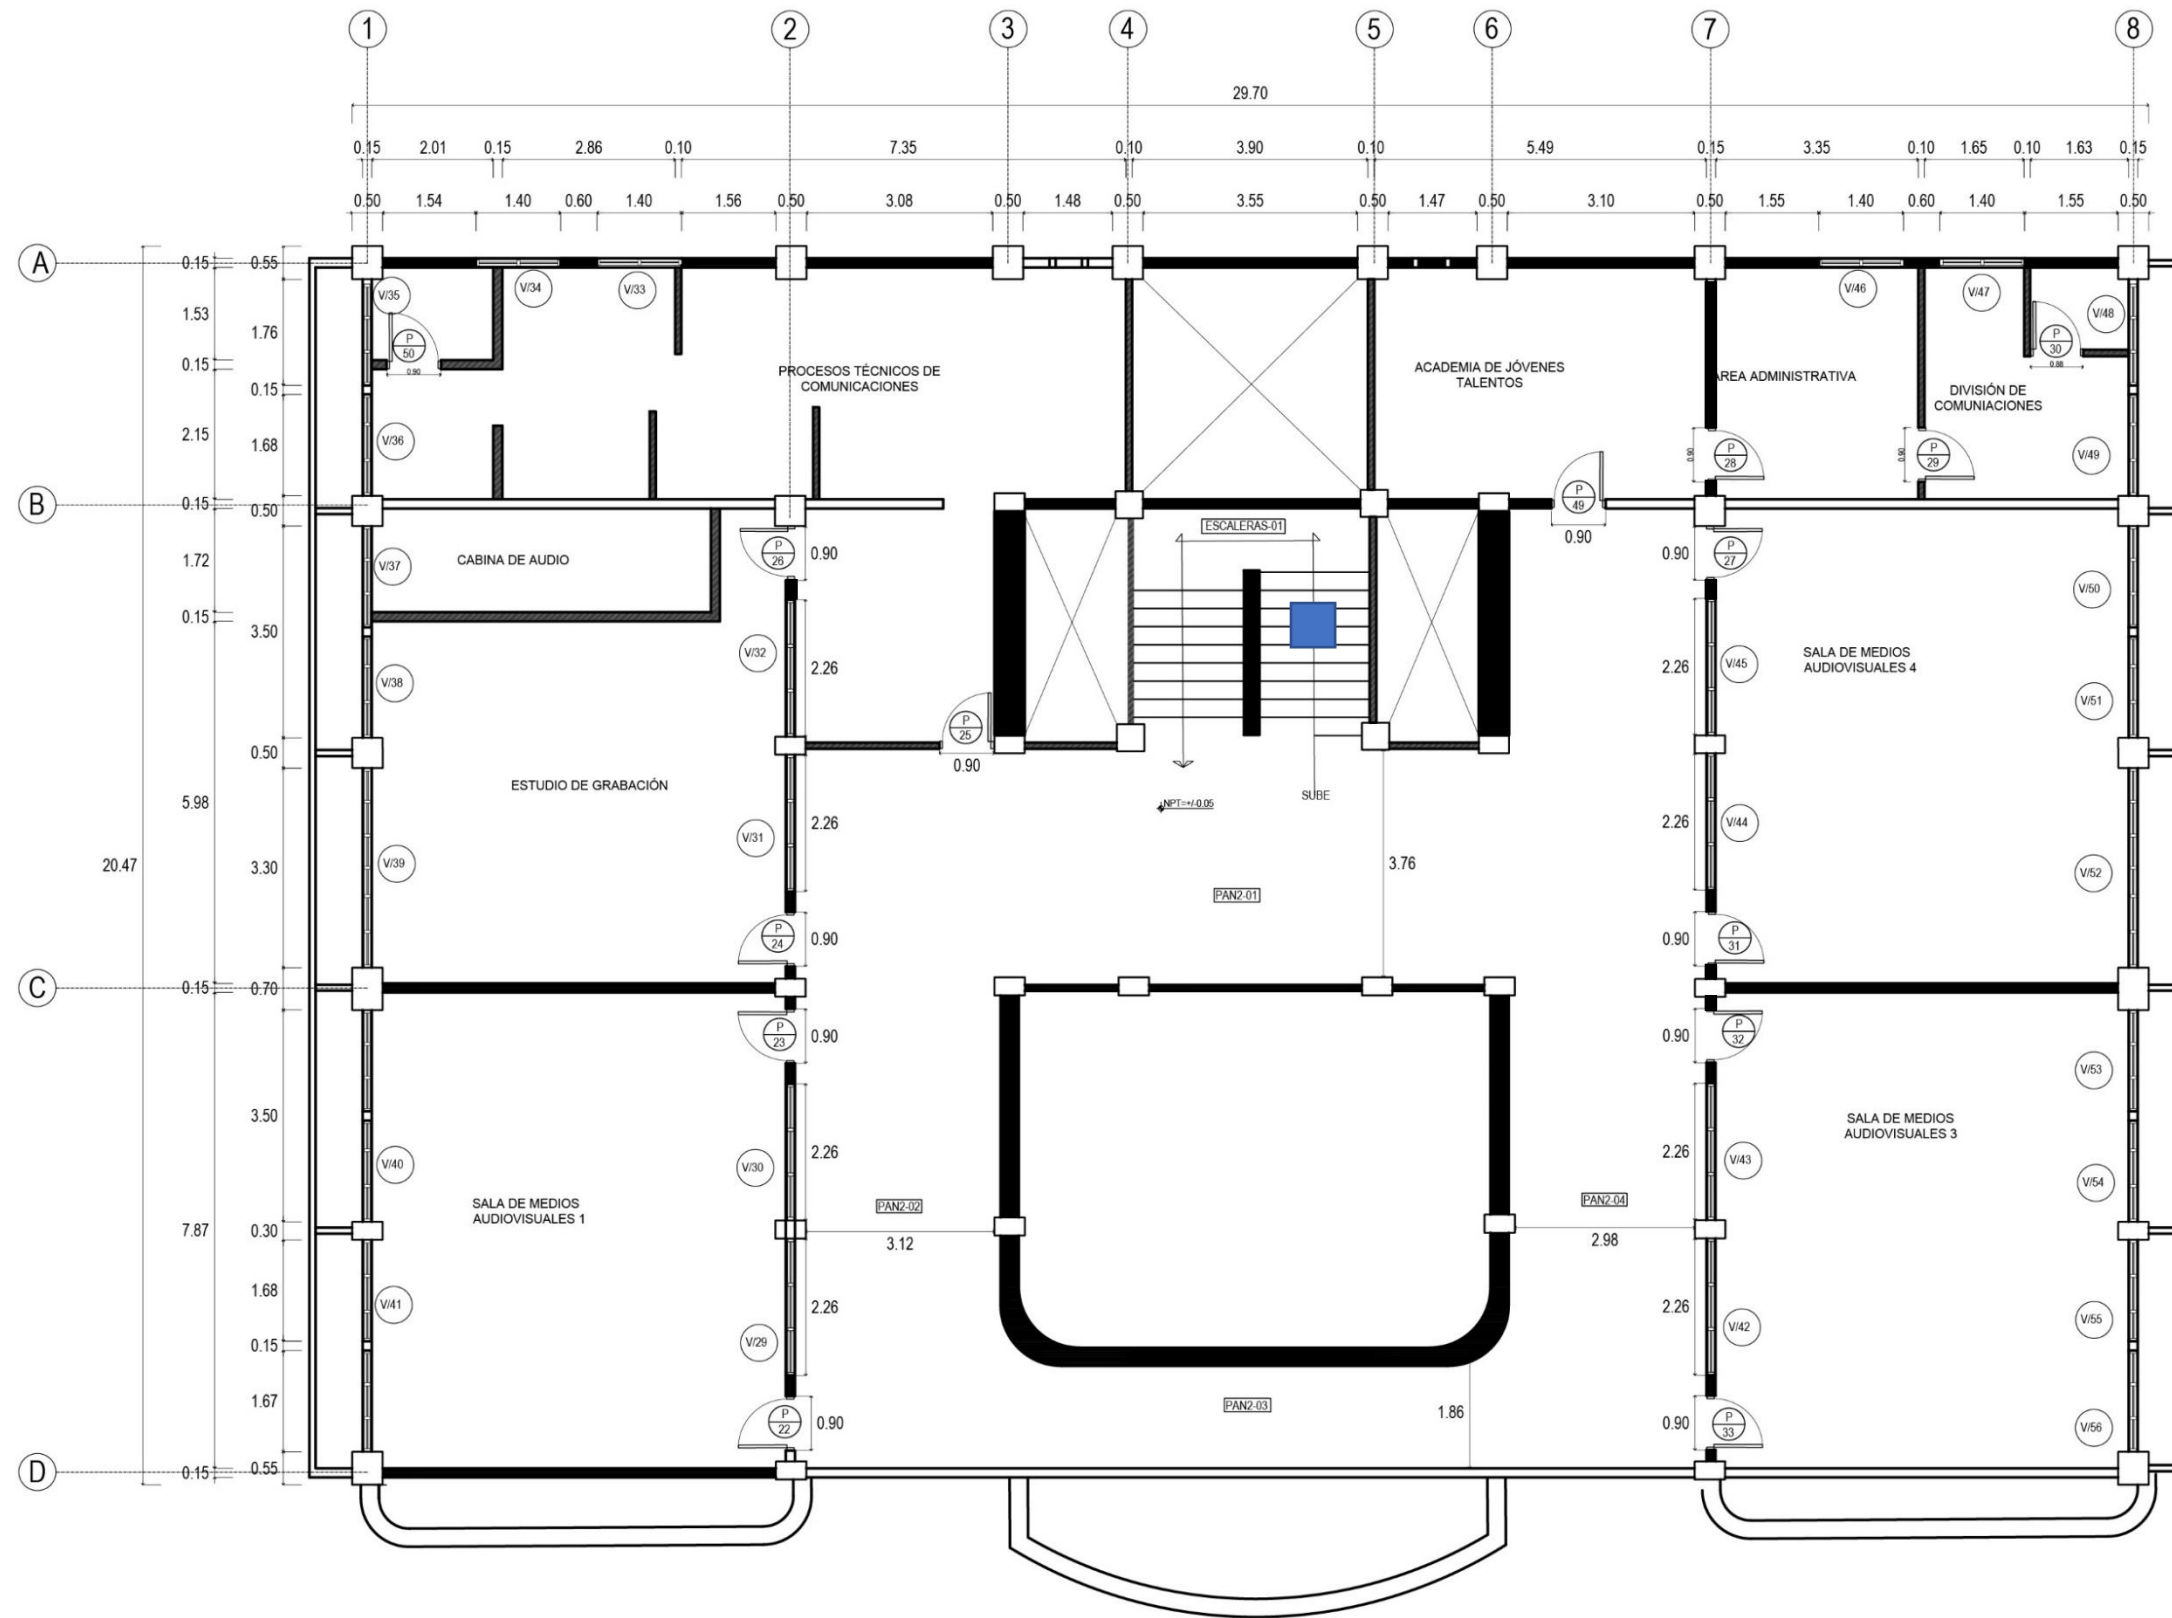 1 2 3 4 5 6 7 8
29.70
0.15 2.01 0.15 2.86 0.10 7.35 0.10 3.90 0.10 5.49 0.15 3.35 0.10 1.65 0.10 1.63 0.15
0.50 1.54 1.40 0.60 1.40 1.56 0.50 3.08 0.50 1.48 0.50 3.55 0.50 1.47 0.50 3.10 0.50 1.55 1.40 0.60 1.40 1.55 0.50
A
B
C
D
20.47
0.15
1.53
0.15
2.15
0.15
1.72
0.15
5.98
0.15
7.87
0.15
0.55
1.76
0.15
1.68
0.50
3.50
0.50
3.30
0.70
3.50
0.30
1.68
0.15
1.67
0.55
V/35
V/34
V/33
P
50
0.90
V/36
PROCESOS TÉCNICOS DE
COMUNICACIONES
ACADEMIA DE JÓVENES
TALENTOS
AREA ADMINISTRATIVA
DIVISIÓN DE
COMUNIACIONES
V/46
V/47
V/48
P
30
0.88
V/49
P
28
0.90
P
29
0.90
P
49
0.90
CABINA DE AUDIO
V/37
P
26
0.90
ESCALERAS-01
P
27
0.90
V/50
V/38
V/32
2.26
2.26
V/45
SALA DE MEDIOS
AUDIOVISUALES 4
V/51
P
25
0.90
ESTUDIO DE GRABACIÓN
NPT=+/-0.05
SUBE
V/31
2.26
2.26
V/44
V/39
3.76
V/52
PAN2-01
P
24
0.90
0.90
P
31
P
23
0.90
0.90
P
32
V/53
V/40
V/30
2.26
2.26
V/43
SALA DE MEDIOS
AUDIOVISUALES 3
V/54
SALA DE MEDIOS
AUDIOVISUALES 1
PAN2-02
3.12
PAN2-04
2.98
V/41
V/29
2.26
2.26
V/42
V/55
PAN2-03
1.86
P
22
0.90
0.90
P
33
V/56